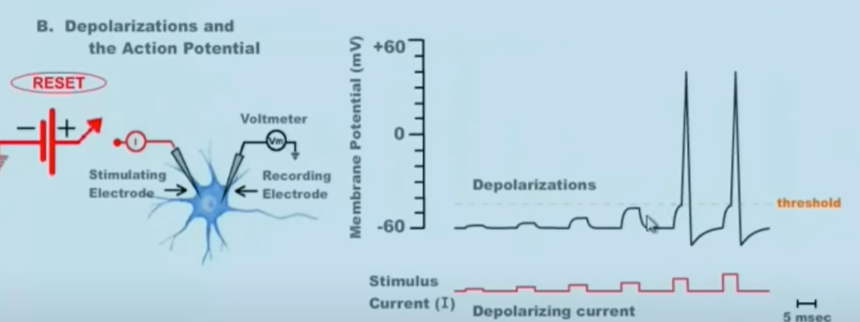 B. Depolarizations and
the Action Potential
RESET
− +
I
Voltmeter
Vm
Stimulating
Electrode
Recording
Electrode
Membrane Potential (mV)
+60
0
-60
Depolarizations
threshold
Stimulus
Current (I)
Depolarizing current
5 msec